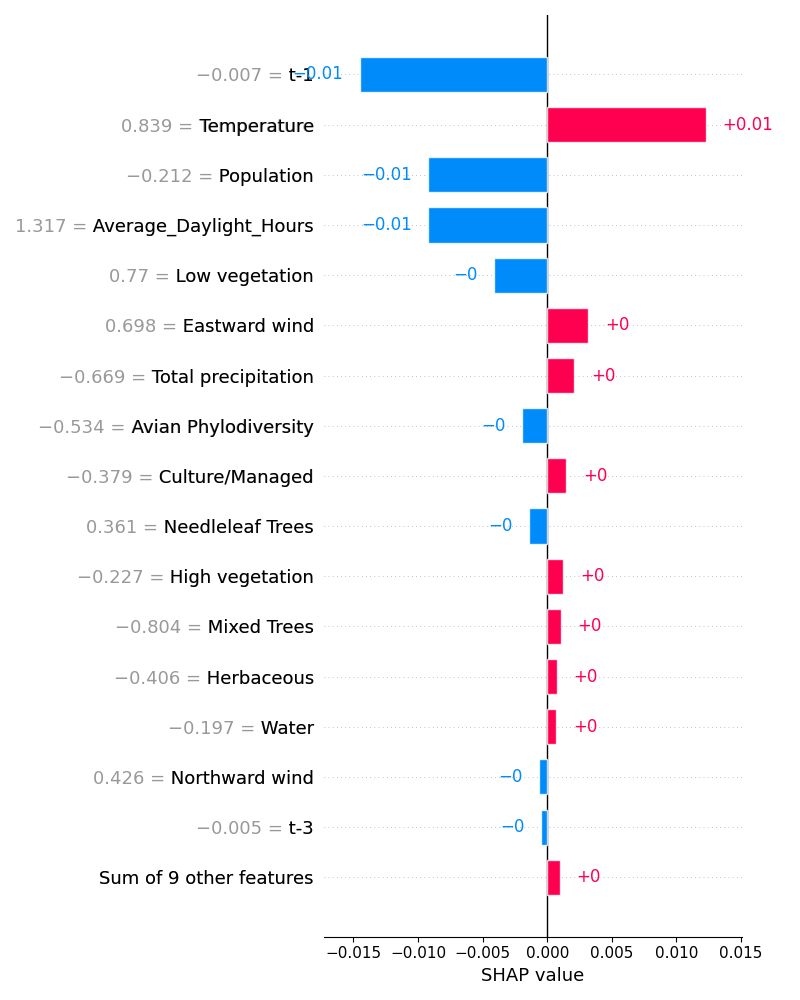 −0.007 = t-1 −0.01
0.839 = Temperature +0.01
−0.212 = Population −0.01
1.317 = Average_Daylight_Hours −0.01
0.77 = Low vegetation −0
0.698 = Eastward wind +0
−0.669 = Total precipitation +0
−0.534 = Avian Phylodiversity −0
−0.379 = Culture/Managed +0
0.361 = Needleleaf Trees −0
−0.227 = High vegetation +0
−0.804 = Mixed Trees +0
−0.406 = Herbaceous +0
−0.197 = Water +0
0.426 = Northward wind −0
−0.005 = t-3 −0
Sum of 9 other features +0
−0.015 −0.010 −0.005 0.000 0.005 0.010 0.015
SHAP value